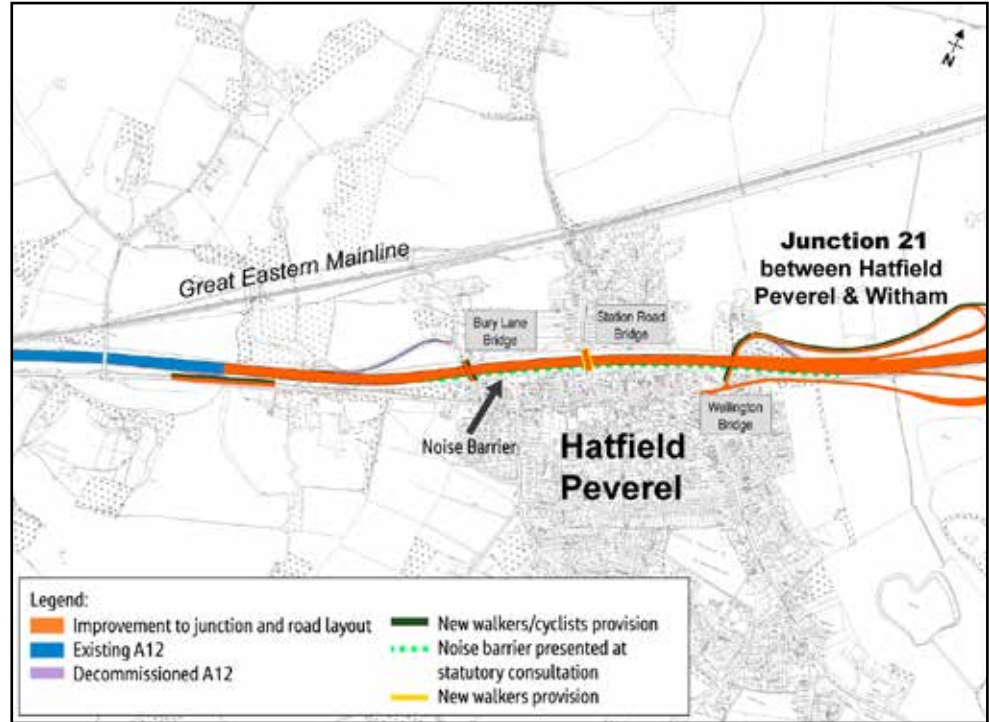 N
Great Eastern Mainline
Junction 21
between Hatfield
Peverel & Witham
Bury Lane
Bridge
Station Road
Bridge
Noise Barrier
Wellington
Bridge
Hatfield
Peverel
Legend:
Improvement to junction and road layout
Existing A12
Decommissioned A12
New walkers/cyclists provision
Noise barrier presented at
statutory consultation
New walkers provision